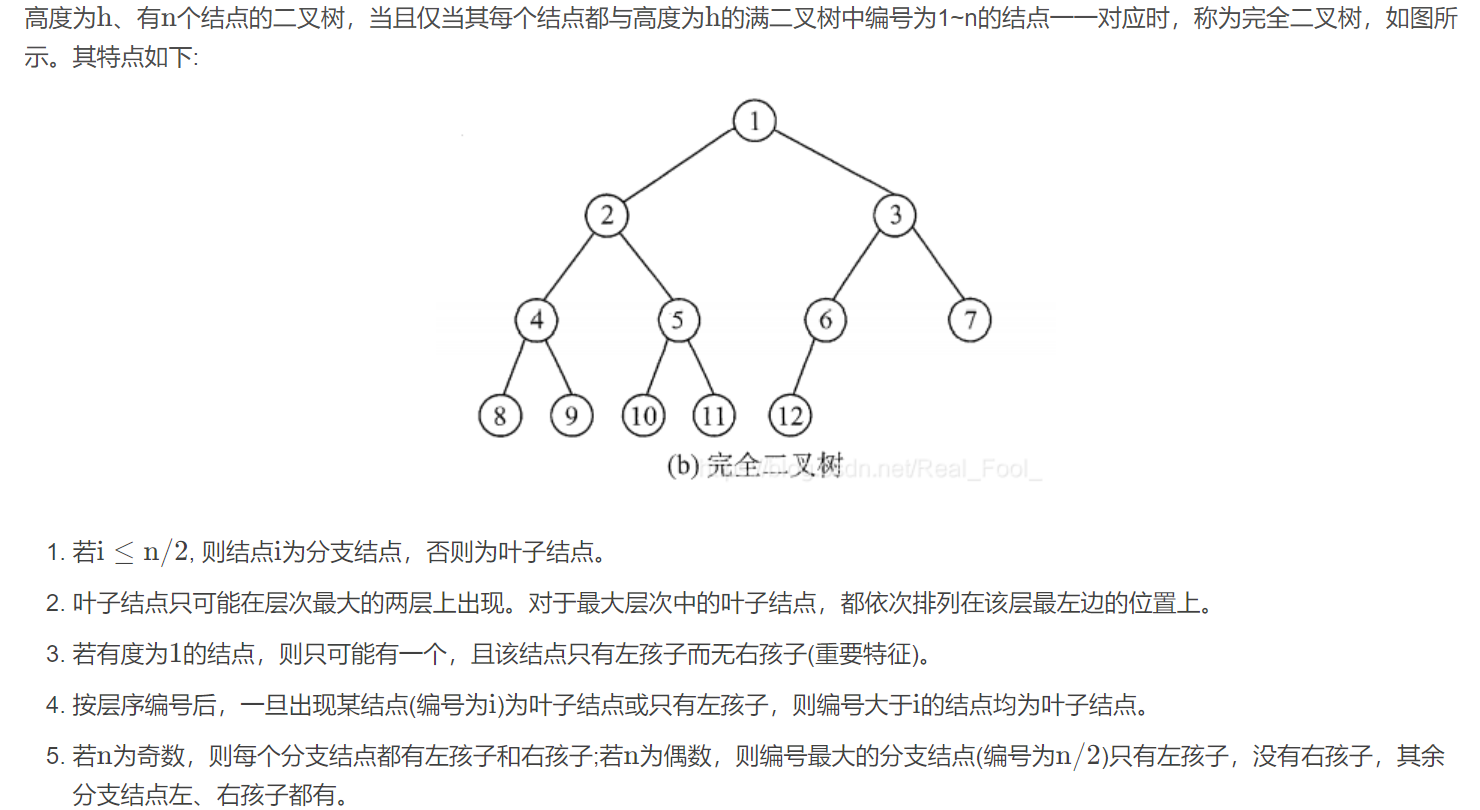 高度为h、有n个结点的二叉树，当且仅当其每个结点都与高度为h的满二叉树中编号为1~n的结点一一对应时，称为完全二叉树，如图所
示。其特点如下:
1
2 3
4 5 6 7
8 9 10 11 12
(b) 完全二叉树
1. 若i ≤ n/2, 则结点i为分支结点，否则为叶子结点。
2. 叶子结点只可能在层次最大的两层上出现。对于最大层次中的叶子结点，都依次排列在该层最左边的位置上。
3. 若有度为1的结点，则只可能有一个，且该结点只有左孩子而无右孩子(重要特征)。
4. 按层序编号后，一旦出现某结点(编号为i)为叶子结点或只有左孩子，则编号大于i的结点均为叶子结点。
5. 若n为奇数，则每个分支结点都有左孩子和右孩子;若n为偶数，则编号最大的分支结点(编号为n/2)只有左孩子，没有右孩子，其余
分支结点左、右孩子都有。